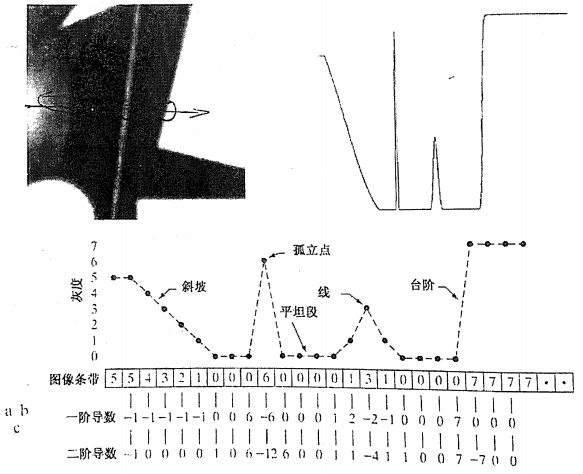 孤立点
7
6
5
4
3
2
1
0
灰度
斜坡
平坦段
线
台阶
图像条带 5 5 4 3 2 1 0 0 0 6 0 0 0 0 1 3 1 0 0 0 0 7 7 7 7 • •
a b
c
一阶导数 -1 -1 -1 -1 -1 0 0 6 -6 0 0 0 1 2 -2 -1 0 0 0 7 0 0 0
二阶导数 -1 0 0 0 0 1 0 6 -12 6 0 0 1 1 -4 1 1 0 0 7 -7 0 0